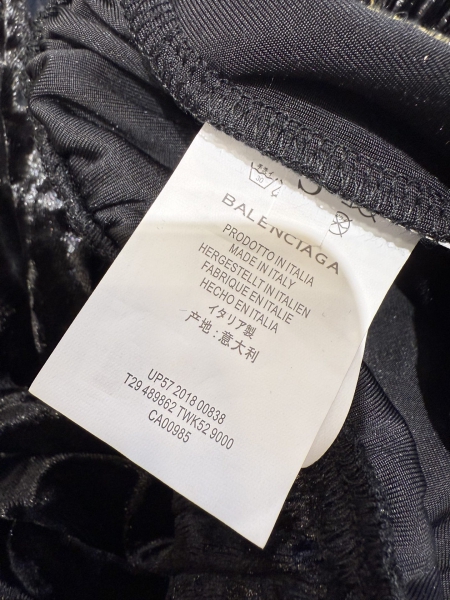 BALENCIAGA
PRODOTTO IN ITALIA
MADE IN ITALY
HERGESTELLT IN ITALIEN
FABRIQUE EN ITALIE
HECHO EN ITALIA
イタリア製
产地:意大利
UP57 2018 00838
T29 489862 TWK52 9000
CA00985